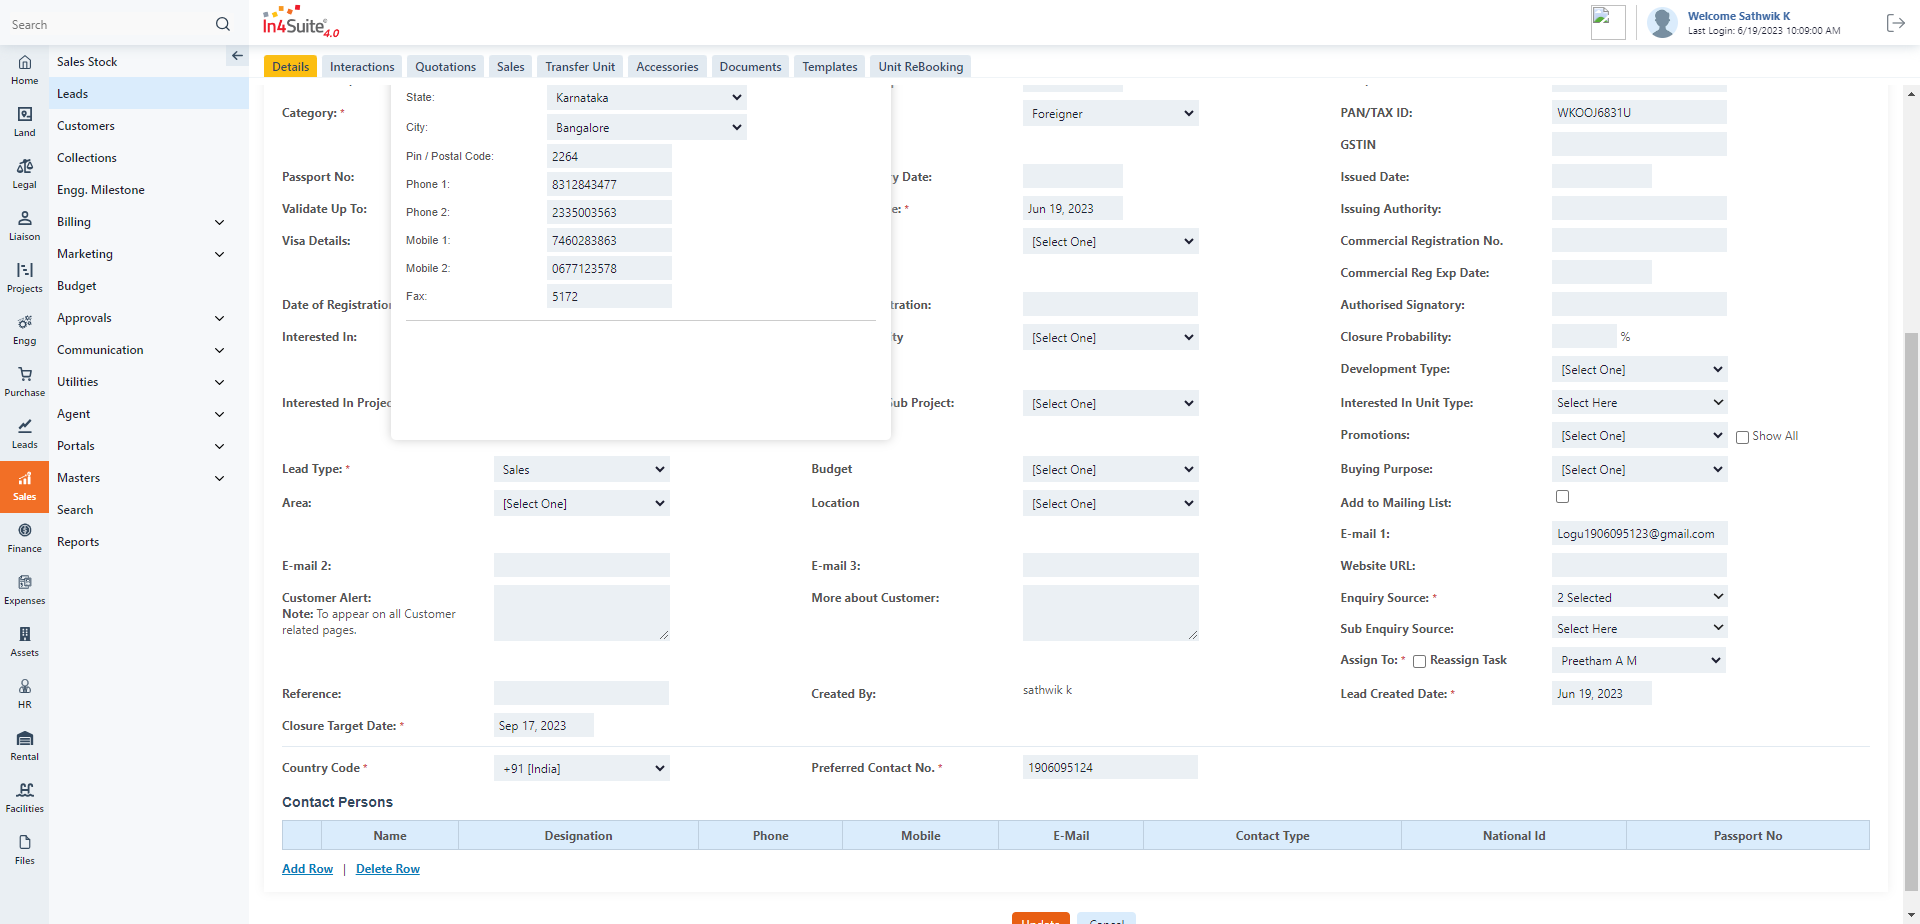 Search
In4Suite® 4.0
Welcome Sathwik K
Last Login: 6/19/2023 10:09:00 AM
Home
Land
Legal
Liaison
Projects
Engg
Purchase
Leads
Sales
Finance
Expenses
Assets
HR
Rental
Facilities
Files
Sales Stock
Leads
Customers
Collections
Engg. Milestone
Billing
Marketing
Budget
Approvals
Communication
Utilities
Agent
Portals
Masters
Search
Reports
Details Interactions Quotations Sales Transfer Unit Accessories Documents Templates Unit ReBooking
State: Karnataka
City: Bangalore
Pin / Postal Code: 2264
Phone 1: 8312843477
Phone 2: 2335003563
Mobile 1: 7460283863
Mobile 2: 0677123578
Fax: 5172
Category: * Foreigner PAN/TAX ID: WKOOJ6831U
GSTIN
Passport No: y Date: Issued Date:
Validate Up To: e: * Jun 19, 2023 Issuing Authority:
Visa Details: [Select One] Commercial Registration No.
Commercial Reg Exp Date:
Date of Registration tration: Authorised Signatory:
Interested In: ty [Select One] Closure Probability: %
Development Type: [Select One]
Interested In Projec Sub Project: [Select One] Interested In Unit Type: Select Here
Promotions: [Select One] Show All
Lead Type: * Sales Budget [Select One] Buying Purpose: [Select One]
Area: [Select One] Location [Select One] Add to Mailing List:
E-mail 1: Logu1906095123@gmail.com
E-mail 2: E-mail 3: Website URL:
Customer Alert: More about Customer: Enquiry Source: * 2 Selected
Note: To appear on all Customer
related pages.
Sub Enquiry Source: Select Here
Assign To: * Reassign Task Preetham A M
Reference: Created By: sathwik k Lead Created Date: * Jun 19, 2023
Closure Target Date: * Sep 17, 2023
Country Code * +91 [India] Preferred Contact No. * 1906095124
Contact Persons
Name Designation Phone Mobile E-Mail Contact Type National Id Passport No
Add Row | Delete Row
Update Cancel